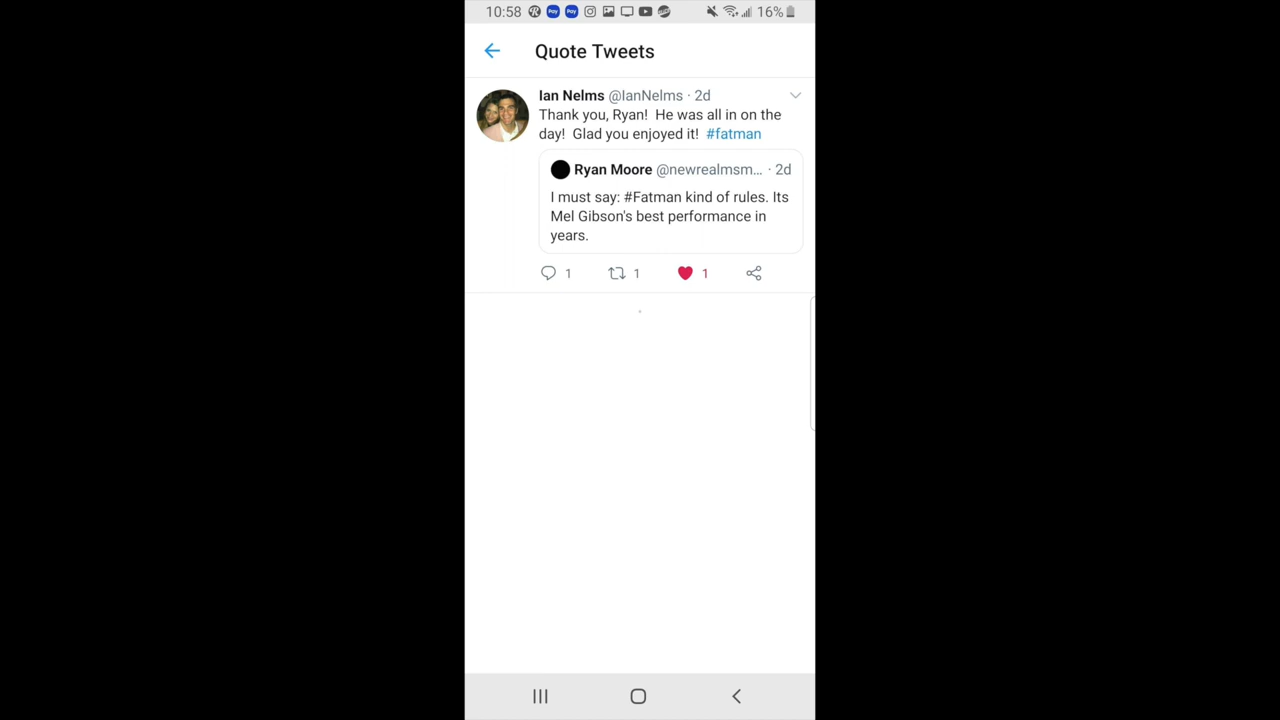 10:58 Pay Pay 16%
Quote Tweets
Ian Nelms @IanNelms · 2d
Thank you, Ryan!  He was all in on the
day!  Glad you enjoyed it!  #fatman
Ryan Moore @newrealmsm... · 2d
I must say: #Fatman kind of rules. Its
Mel Gibson's best performance in
years.
1 1 1